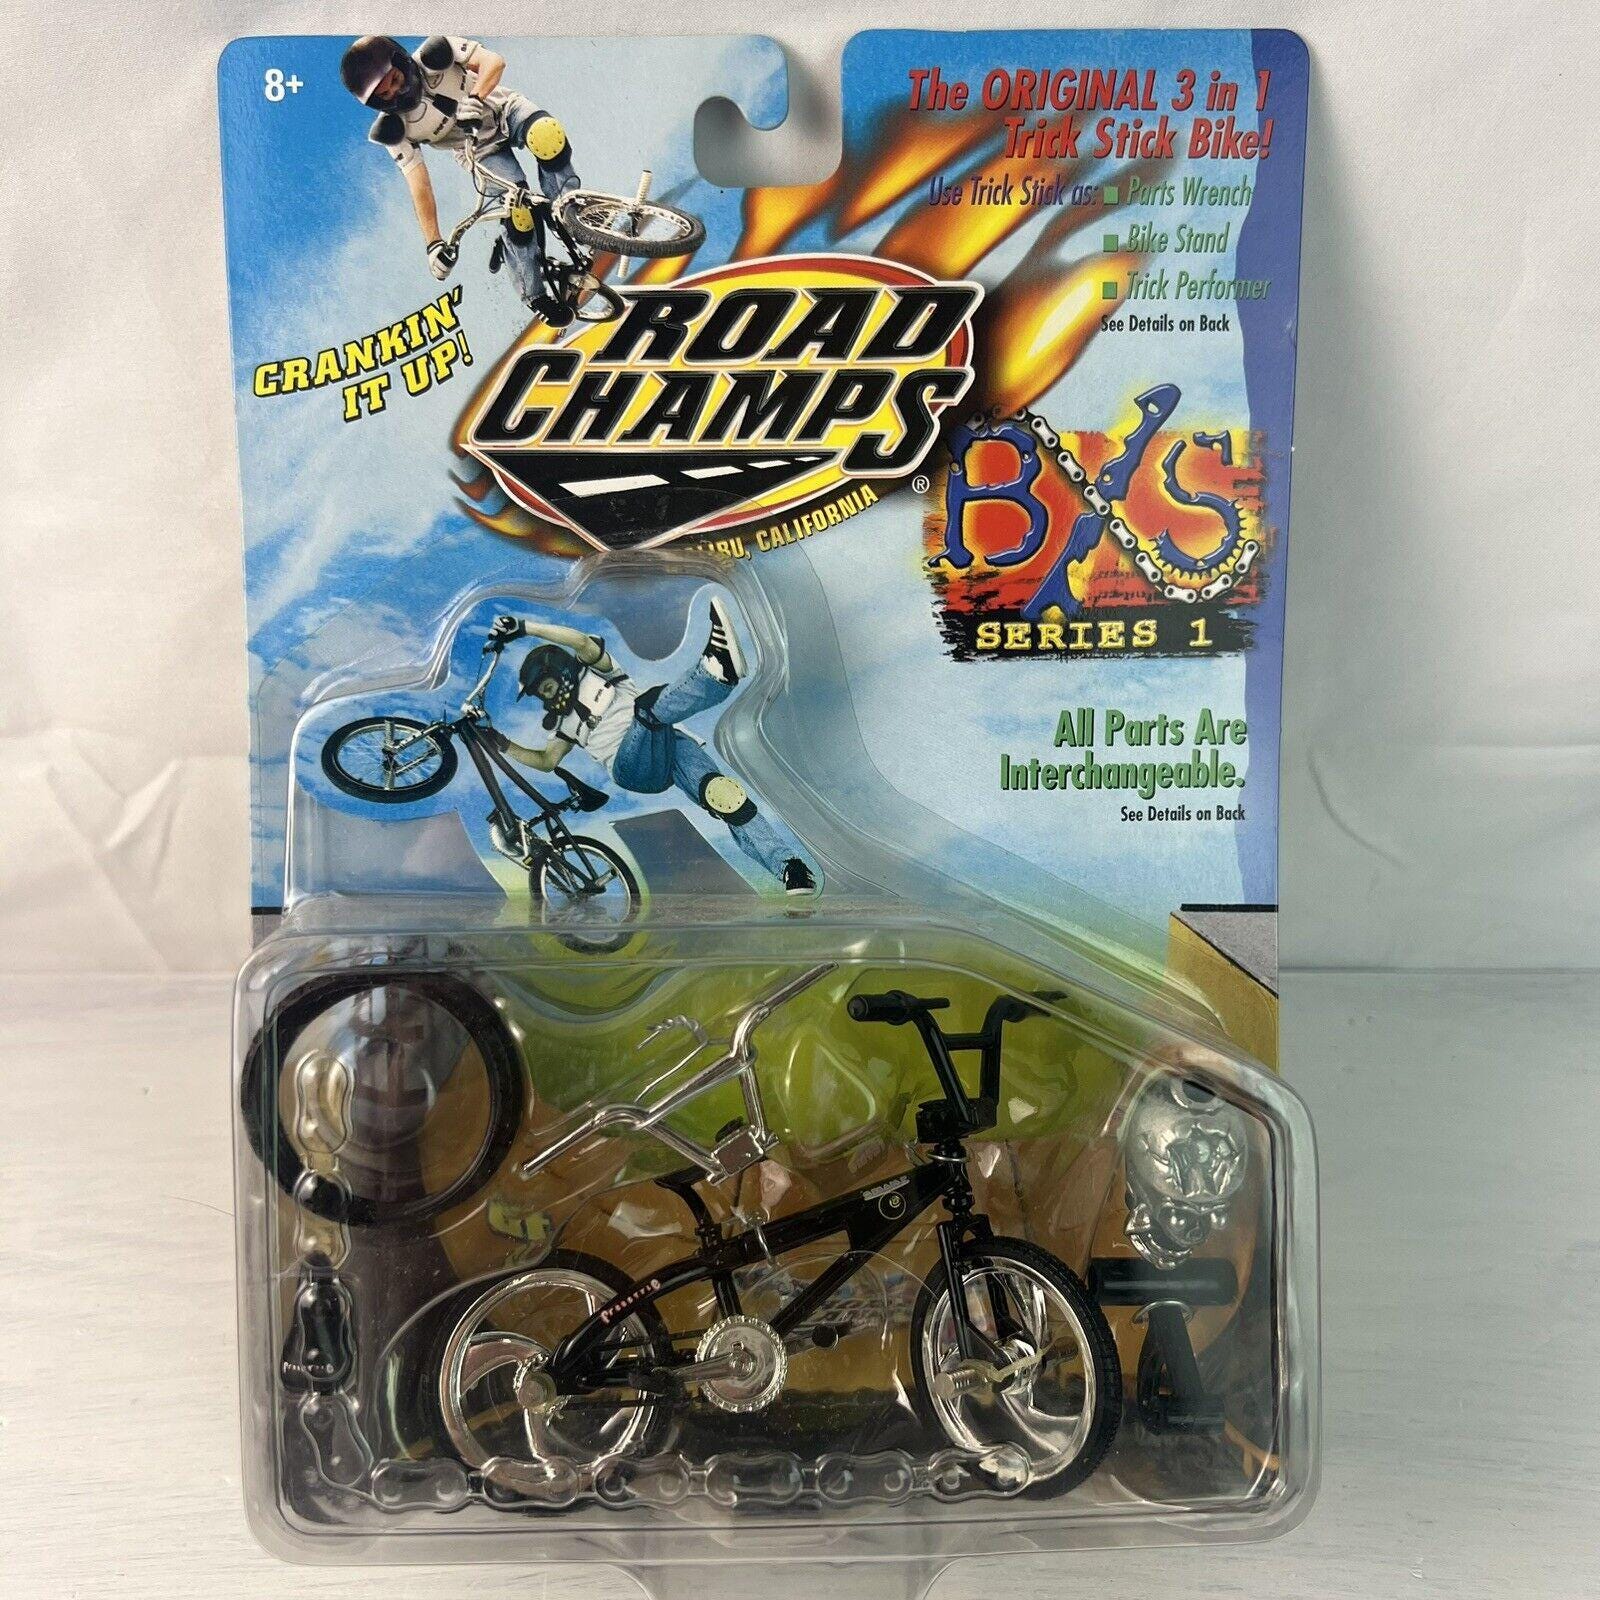 8+
The ORIGINAL 3 in 1
Trick Stick Bike!
Use Trick Stick as: ■ Parts Wrench
■ Bike Stand
■ Trick Performer
See Details on Back
CRANKIN'
IT UP!
ROAD
CHAMPS®
CALIFORNIA
BXS
SERIES 1
All Parts Are
Interchangeable.
See Details on Back
Freestyle